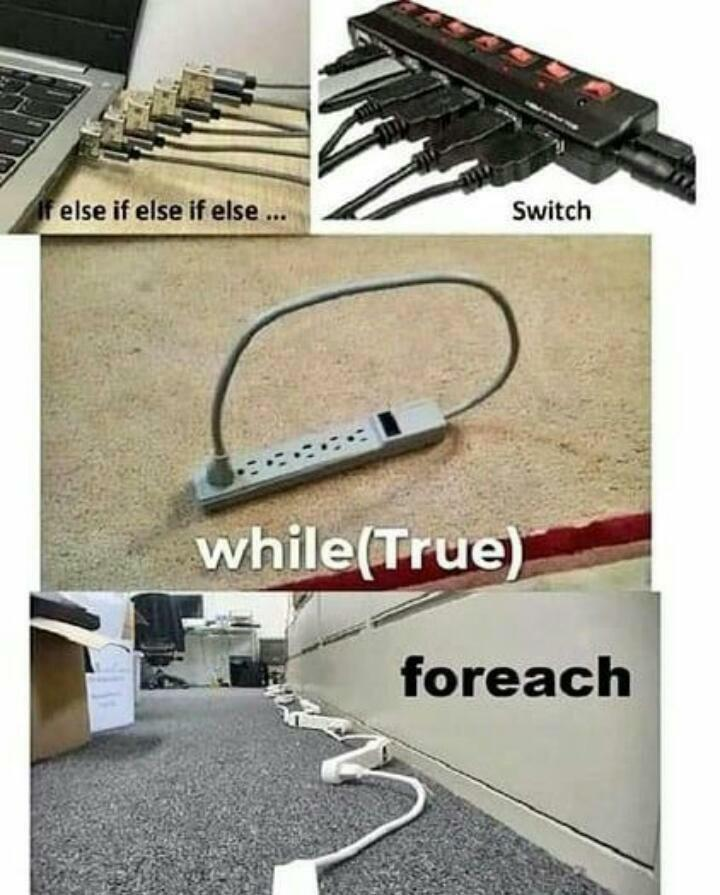 If else if else if else ...
Switch
while(True)
foreach